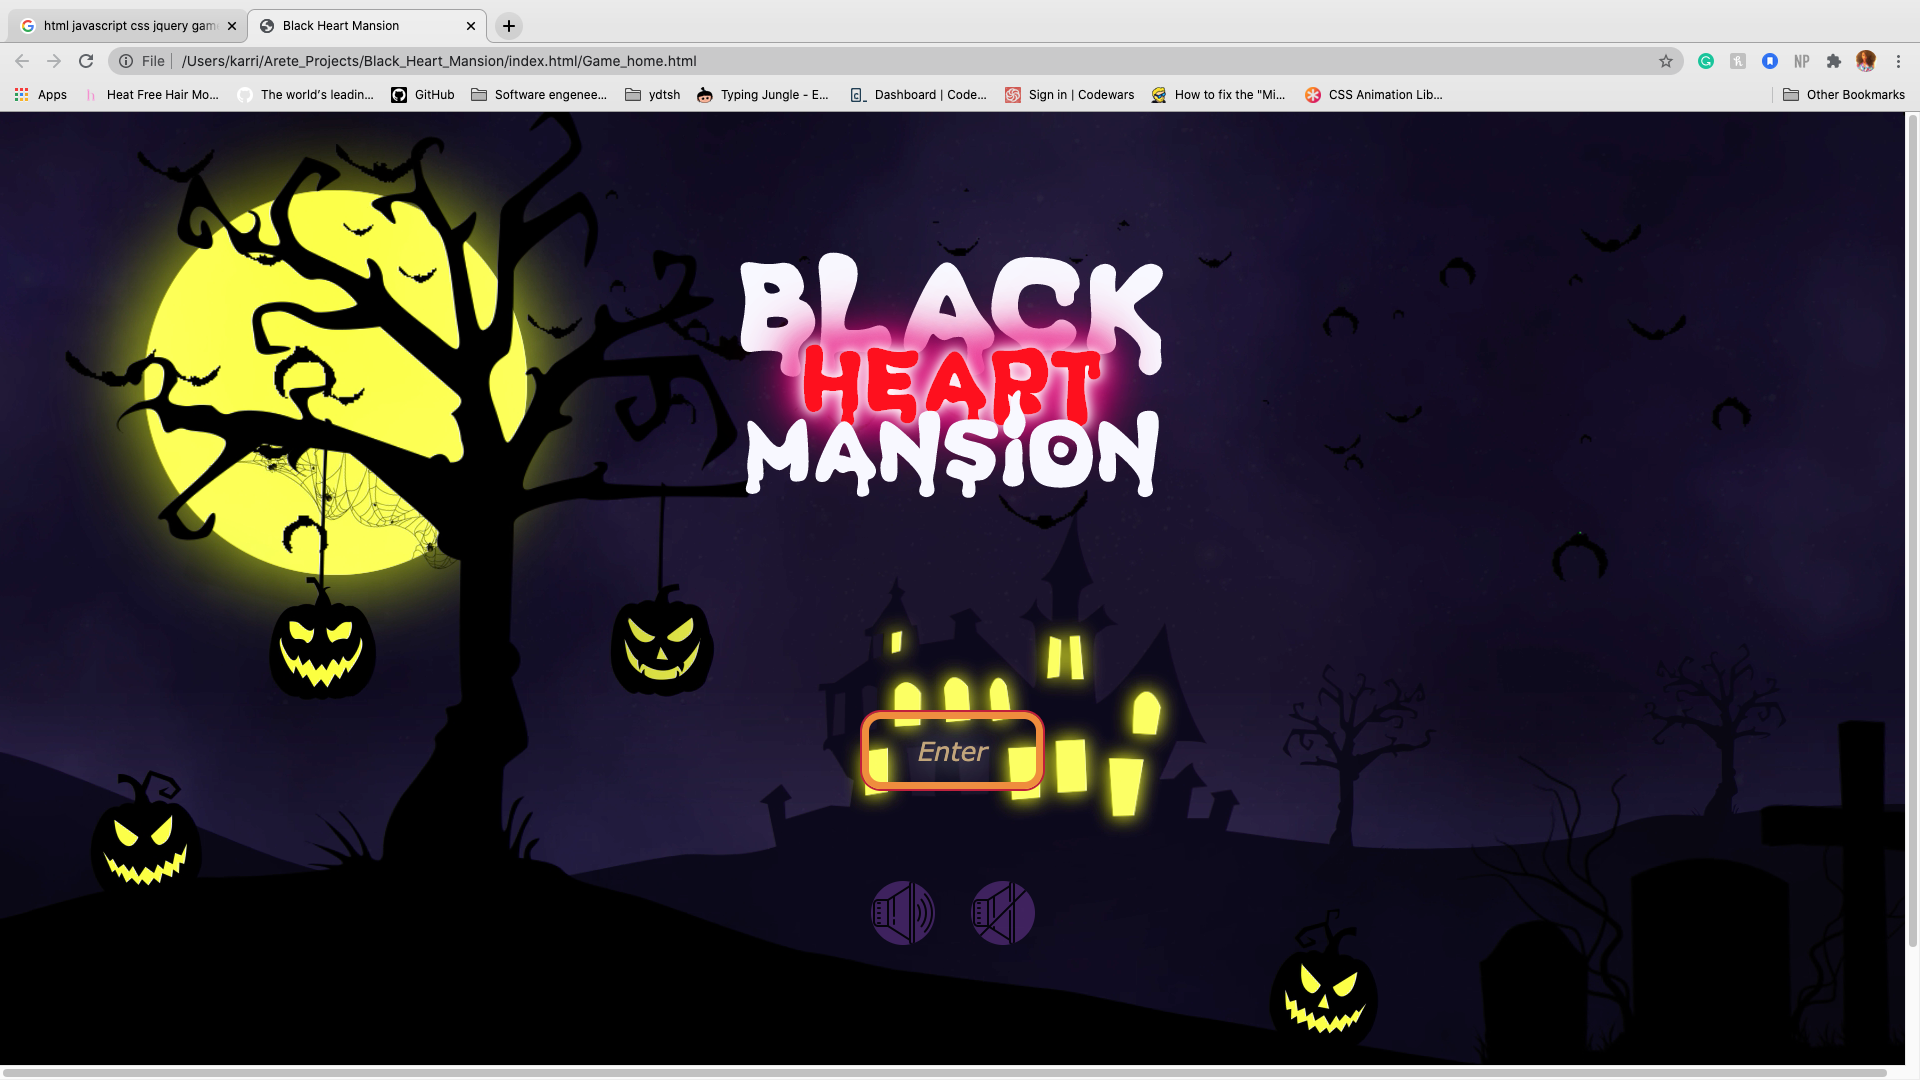 html javascript css jquery gam
Black Heart Mansion
File
/Users/karri/Arete_Projects/Black_Heart_Mansion/index.html/Game_home.html
NP
Apps
Heat Free Hair Mo...
The world's leadin...
GitHub
Software engenee...
ydtsh
Typing Jungle - E...
Dashboard | Code...
Sign in | Codewars
How to fix the "Mi...
CSS Animation Lib...
Other Bookmarks
BLACK
HEART
MANSiON
Enter